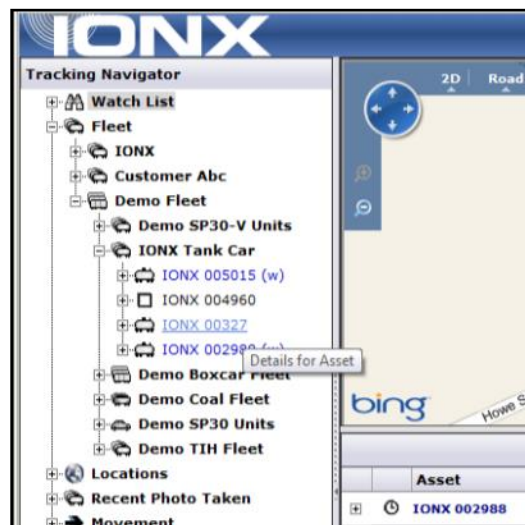 IONX
Tracking Navigator
Watch List
Fleet
IONX
Customer Abc
Demo Fleet
Demo SP30-V Units
IONX Tank Car
IONX 005015 (w)
IONX 004960
IONX 00327
IONX 002988 (w)
Details for Asset
Demo Boxcar Fleet
Demo Coal Fleet
Demo SP30 Units
Demo TIH Fleet
Locations
Recent Photo Taken
Movement
2D
Road
bing
Howe S
Asset
IONX 002988